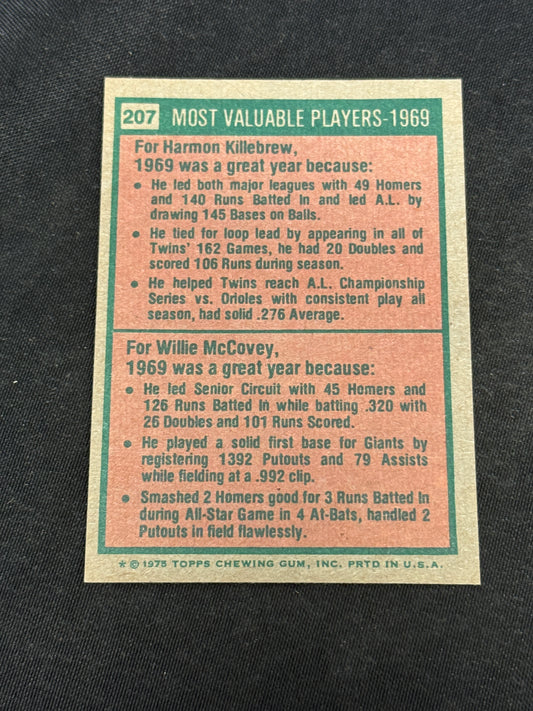 207 MOST VALUABLE PLAYERS-1969
For Harmon Killebrew,
1969 was a great year because:
• He led both major leagues with 49 Homers
and 140 Runs Batted In and led A.L. by
drawing 145 Bases on Balls.
• He tied for loop lead by appearing in all of
Twins' 162 Games, he had 20 Doubles and
scored 106 Runs during season.
• He helped Twins reach A.L. Championship
Series vs. Orioles with consistent play all
season, had solid .276 Average.
For Willie McCovey,
1969 was a great year because:
• He led Senior Circuit with 45 Homers and
126 Runs Batted In while batting .320 with
26 Doubles and 101 Runs Scored.
• He played a solid first base for Giants by
registering 1392 Putouts and 79 Assists
while fielding at a .992 clip.
• Smashed 2 Homers good for 3 Runs Batted In
during All-Star Game in 4 At-Bats, handled 2
Putouts in field flawlessly.
* © 1975 TOPPS CHEWING GUM, INC. PRTD IN U.S.A.